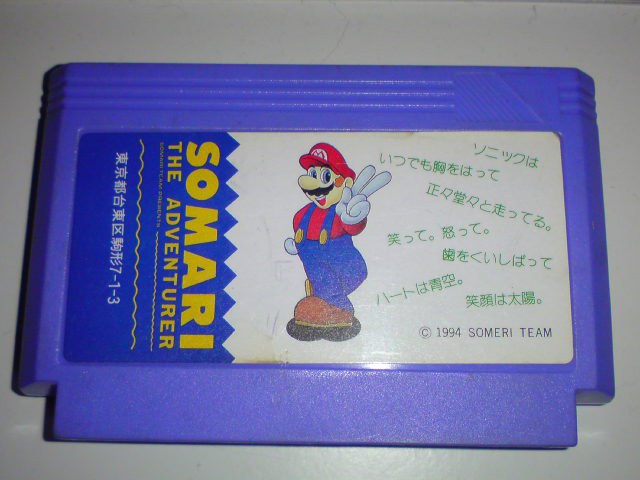 SOMARI
THE ADVENTURER
SOMARI TEAM PRESENTS
東京都台東区駒形7-1-3
ソニックは
いつでも胸をはって
正々堂々と走ってる。
笑って。怒って。
歯をくいしばって
ハートは青空。
笑顔は太陽。
© 1994 SOMERI TEAM